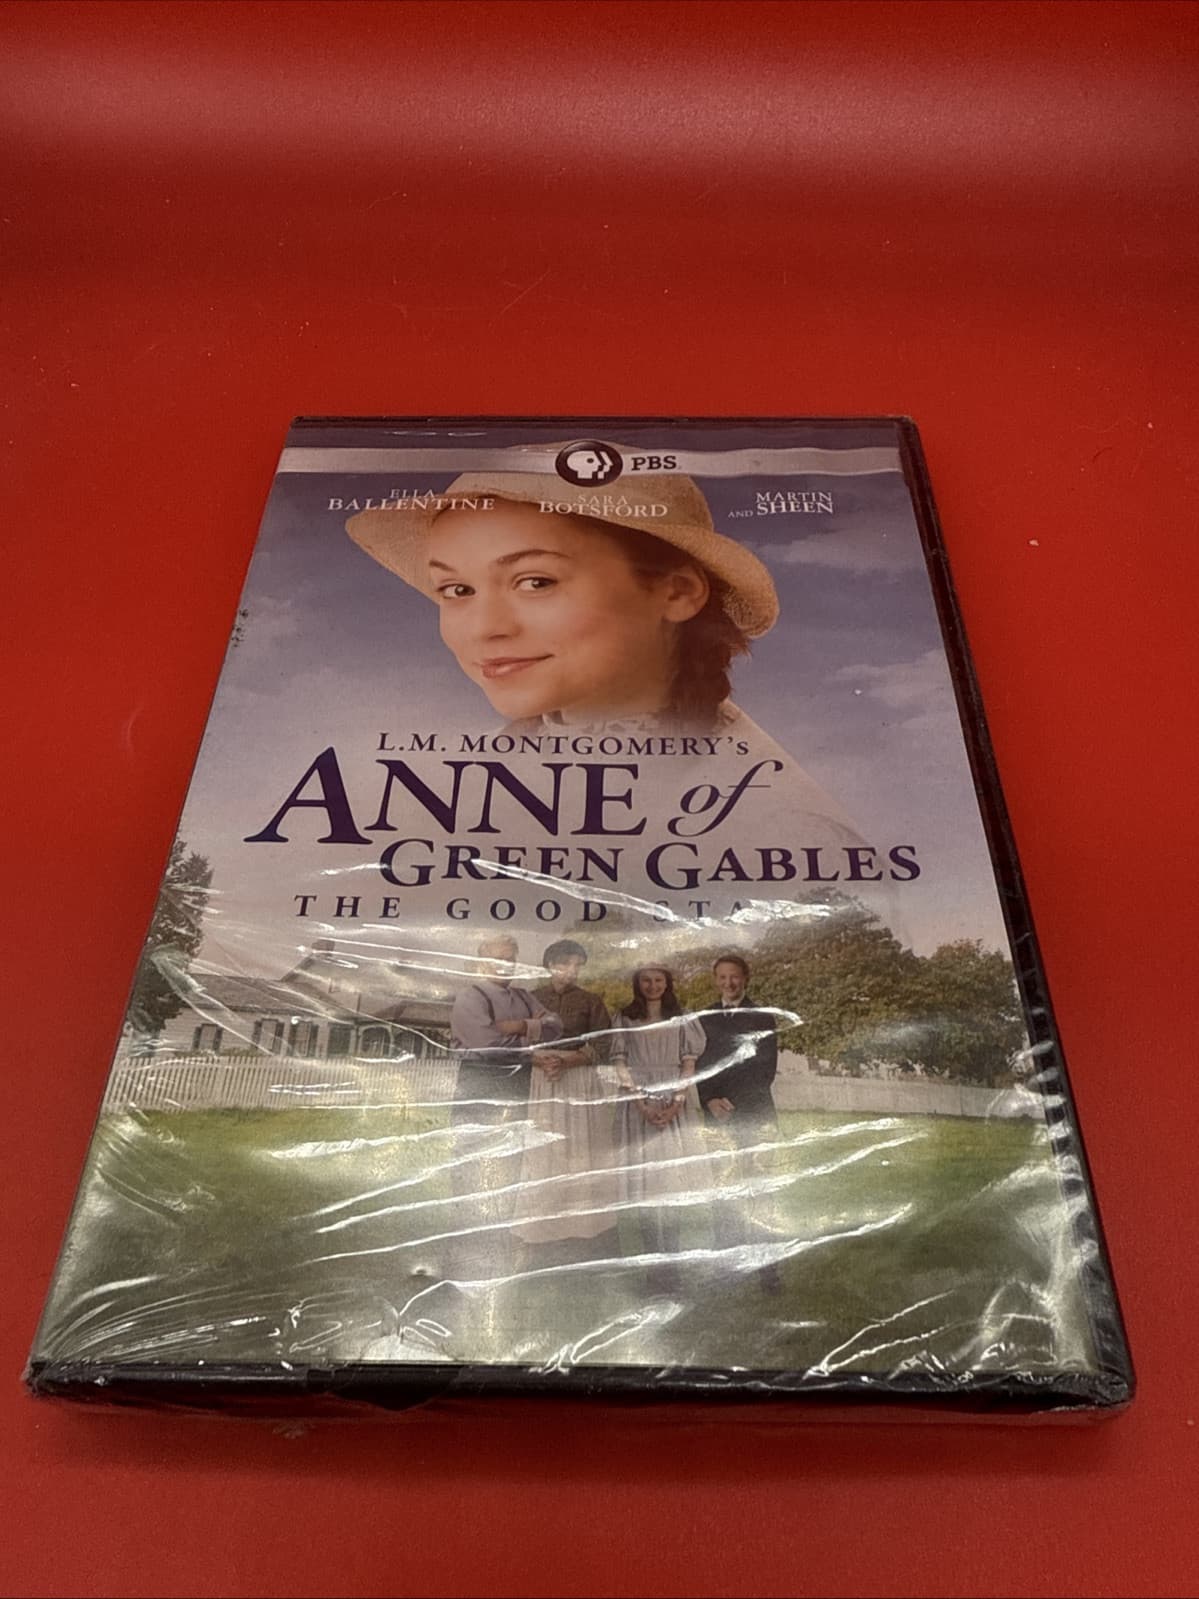 PBS
ELLA
BALLENTINE
SARA
BOTSFORD
MARTIN
AND SHEEN
L.M. MONTGOMERY's
ANNE of
GREEN GABLES
THE GOOD